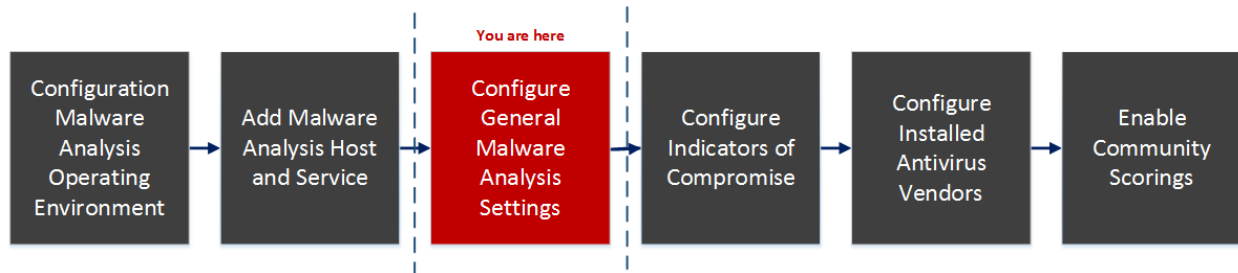 You are here
Configuration
Malware
Analysis
Operating
Environment
Add Malware
Analysis Host
and Service
Configure
General
Malware
Analysis
Settings
Configure
Indicators of
Compromise
Configure
Installed
Antivirus
Vendors
Enable
Community
Scorings